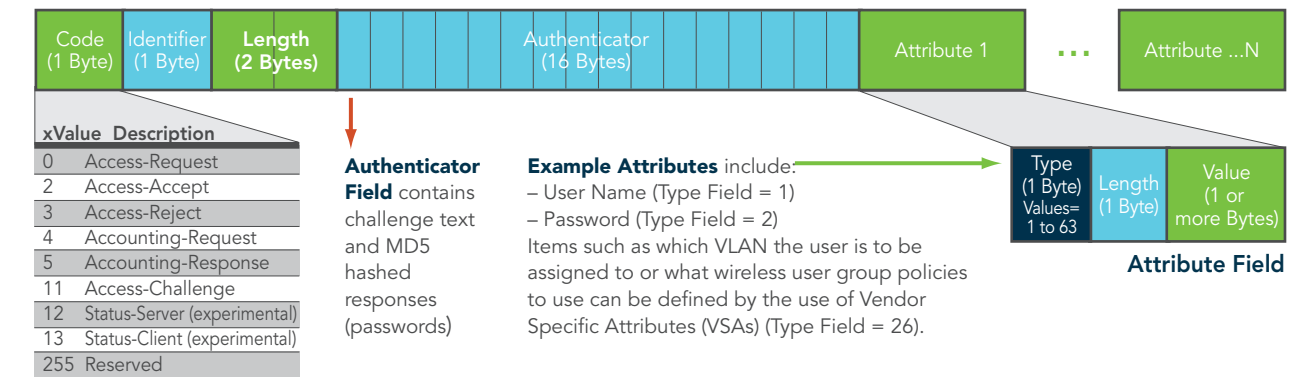 Code
(1 Byte)
Identifier
(1 Byte)
Length
(2 Bytes)
Authenticator
(16 Bytes)
Attribute 1
...
Attribute ...N
xValue Description
0 Access-Request
2 Access-Accept
3 Access-Reject
4 Accounting-Request
5 Accounting-Response
11 Access-Challenge
12 Status-Server (experimental)
13 Status-Client (experimental)
255 Reserved
Authenticator
Field contains
challenge text
and MD5
hashed
responses
(passwords)
Example Attributes include:
– User Name (Type Field = 1)
– Password (Type Field = 2)
Items such as which VLAN the user is to be
assigned to or what wireless user group policies
to use can be defined by the use of Vendor
Specific Attributes (VSAs) (Type Field = 26).
Type
(1 Byte)
Values=
1 to 63
Length
(1 Byte)
Value
(1 or
more Bytes)
Attribute Field